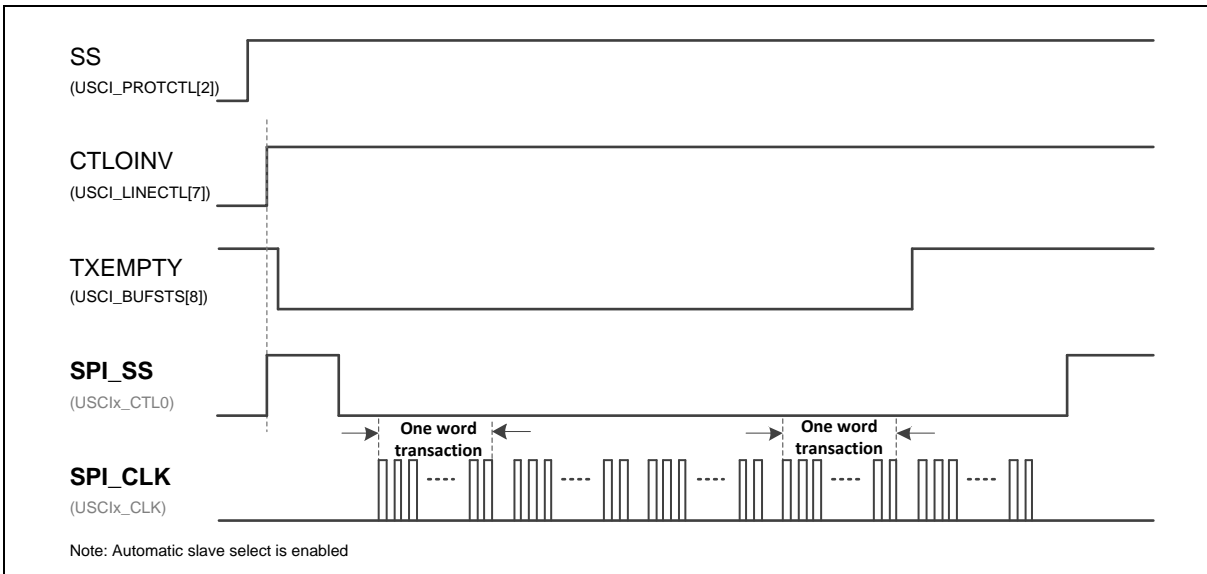 SS
(USCI_PROTCTL[2])
CTLOINV
(USCI_LINECTL[7])
TXEMPTY
(USCI_BUFSTS[8])
SPI_SS
(USCIx_CTL0)
One word
transaction
One word
transaction
SPI_CLK
(USCIx_CLK)
Note: Automatic slave select is enabled